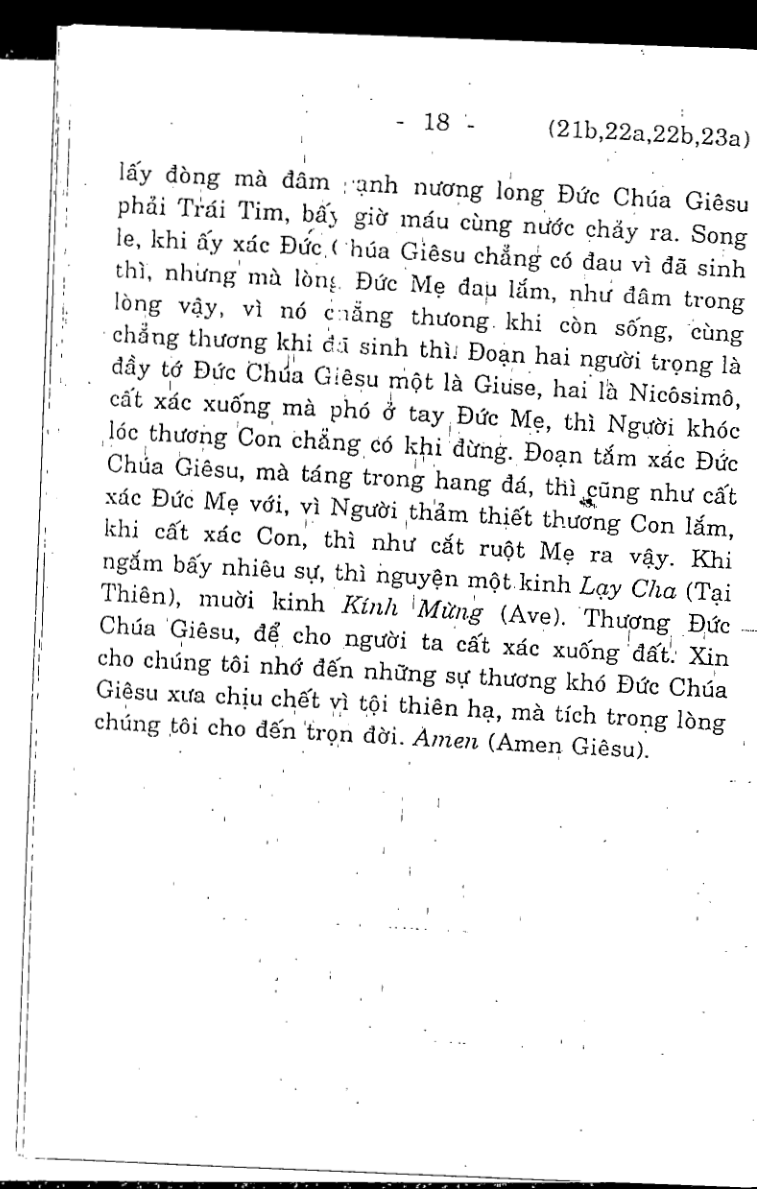 - 18 - (21b,22a,22b,23a)
lấy đòng mà đâm cạnh nương long Đức Chúa Giêsu
phải Trái Tim, bấy giờ máu cùng nước chảy ra. Song
le, khi ấy xác Đức Chúa Giêsu chẳng có đau vì đã sinh
thì, nhưng mà lòng Đức Mẹ đau lắm, như đâm trong
lòng vậy, vì nó chẳng thương khi còn sống, cùng
chẳng thương khi đã sinh thì. Đoạn hai người trọng là
đầy tớ Đức Chúa Giêsu một là Giuse, hai là Nicôsimô,
cất xác xuống mà phó ở tay Đức Mẹ, thì Người khóc
lóc thương Con chẳng có khi đừng. Đoạn tắm xác Đức
Chúa Giêsu, mà táng trong hang đá, thì cũng như cất
xác Đức Mẹ với, vì Người thảm thiết thương Con lắm,
khi cất xác Con, thì như cắt ruột Mẹ ra vậy. Khi
ngắm bấy nhiêu sự, thì nguyện một kinh Lạy Cha (Tại
Thiên), mười kinh Kính Mừng (Ave). Thượng Đức
Chúa Giêsu, để cho người ta cất xác xuống đất. Xin
cho chúng tôi nhớ đến những sự thương khó Đức Chúa
Giêsu xưa chịu chết vì tội thiên hạ, mà tích trong lòng
chúng tôi cho đến trọn đời. Amen (Amen Giêsu).